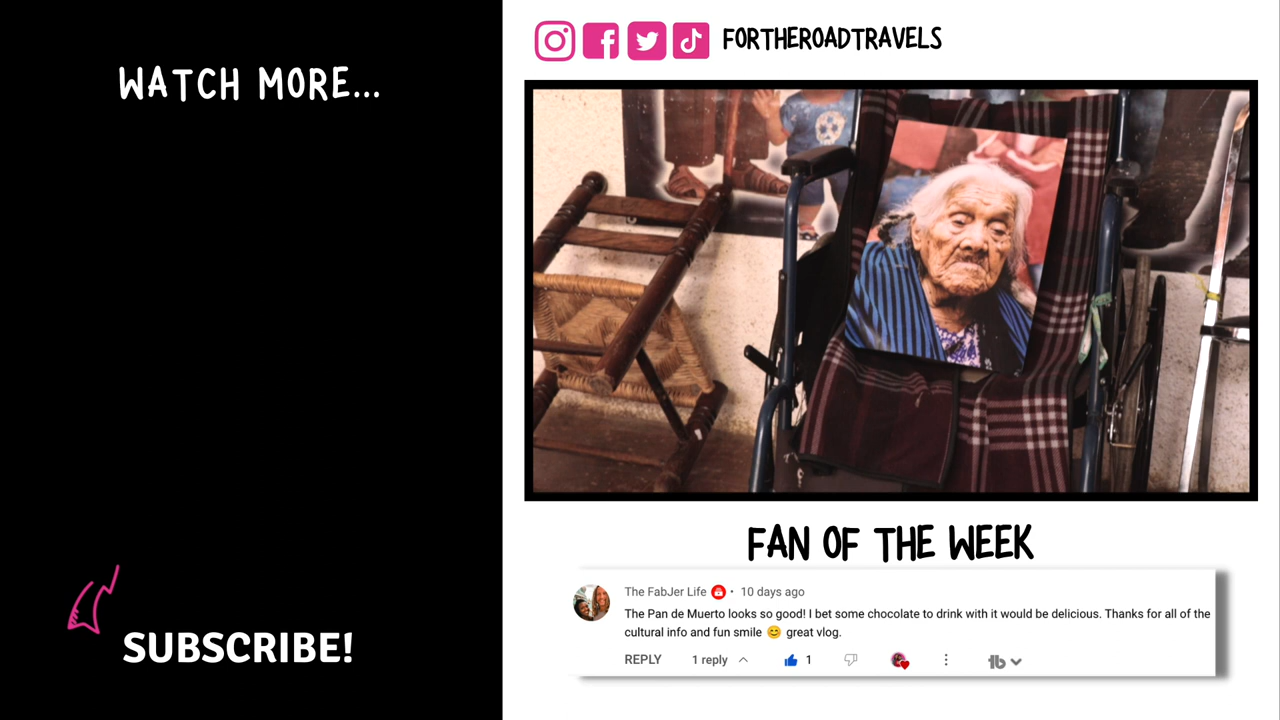 WATCH MORE...
SUBSCRIBE!
FORTHEROADTRAVELS
FAN OF THE WEEK
The FabJer Life · 10 days ago
The Pan de Muerto looks so good! I bet some chocolate to drink with it would be delicious. Thanks for all of the
cultural info and fun smile 😊 great vlog.
REPLY 1 reply 1